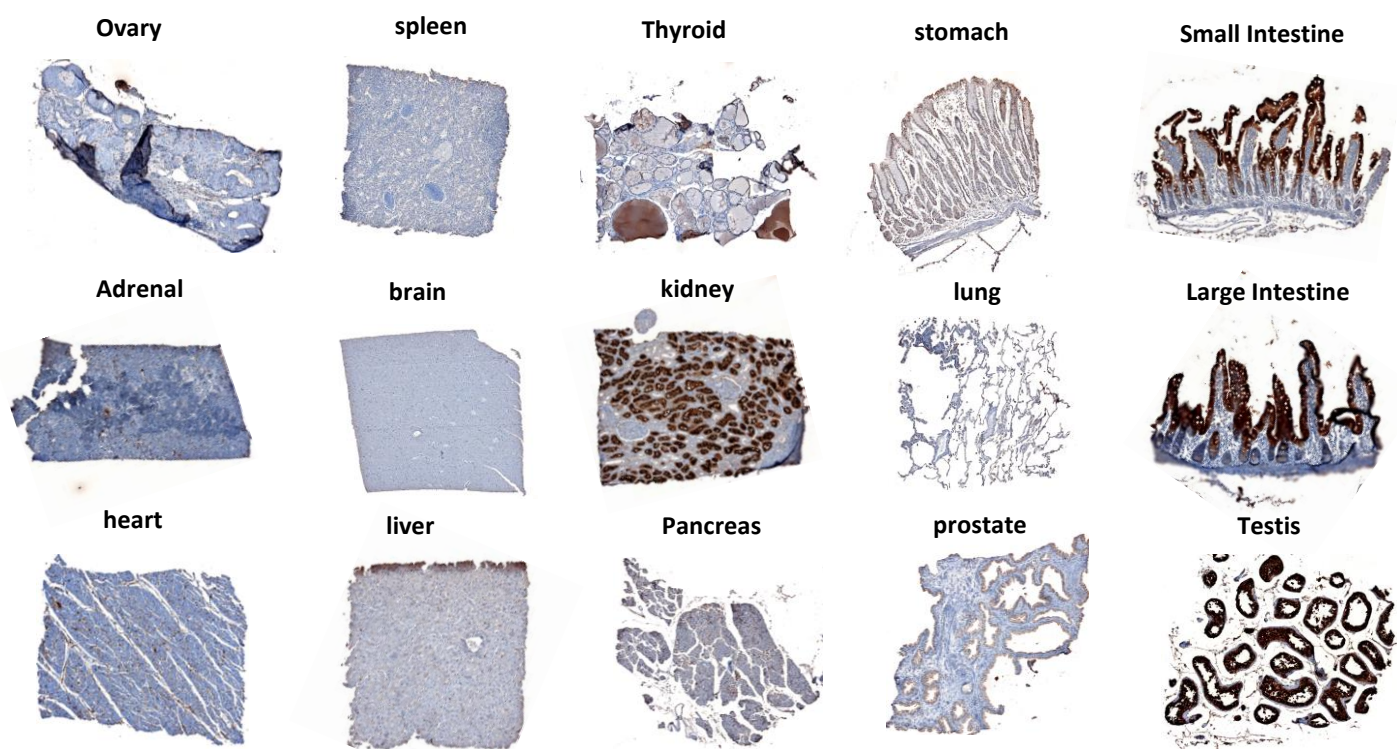 Ovary
spleen
Thyroid
stomach
Small Intestine
Adrenal
brain
kidney
lung
Large Intestine
heart
liver
Pancreas
prostate
Testis